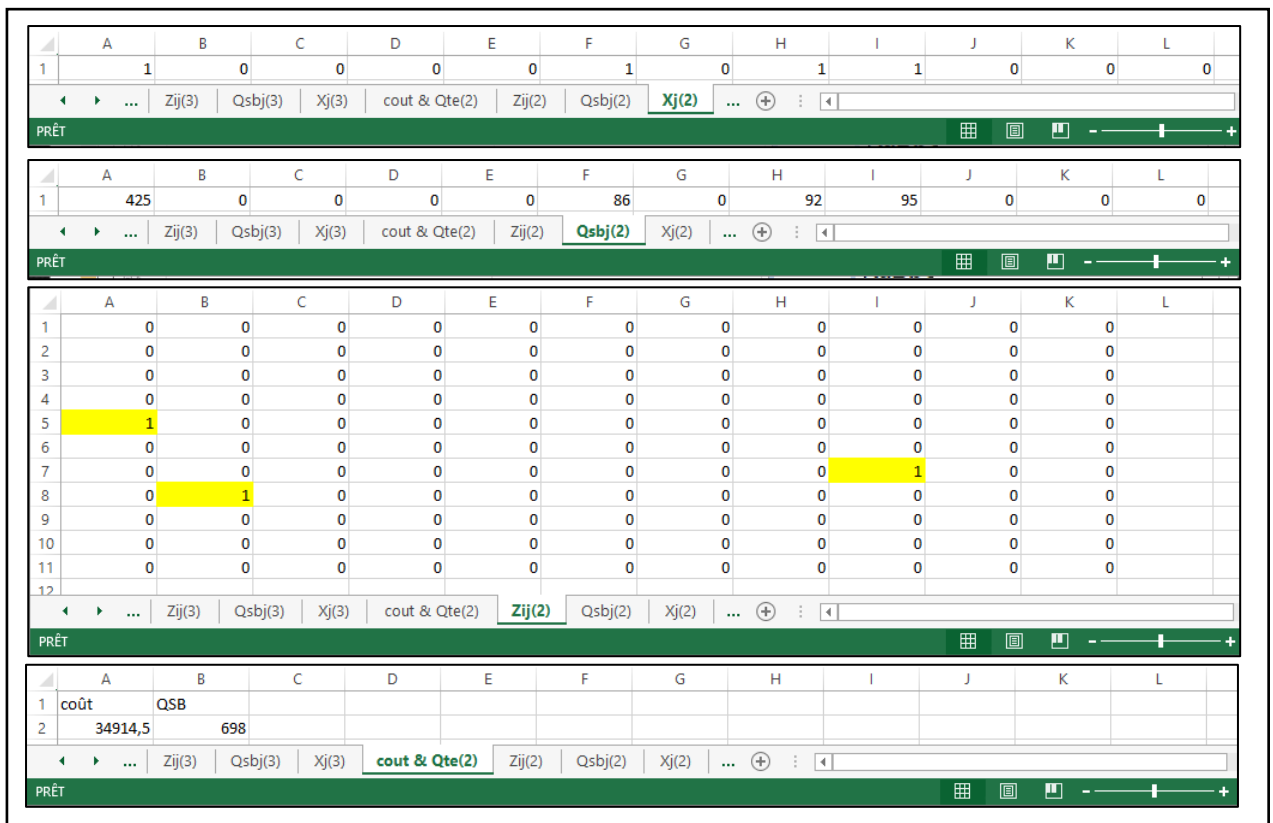 A B C D E F G H I J K L
1 1 0 0 0 0 1 0 1 1 0 0 0
... Zij(3) Qsbj(3) Xj(3) cout & Qte(2) Zij(2) Qsbj(2) Xj(2) ...
PRÊT
A B C D E F G H I J K L
1 425 0 0 0 0 86 0 92 95 0 0 0
... Zij(3) Qsbj(3) Xj(3) cout & Qte(2) Zij(2) Qsbj(2) Xj(2) ...
PRÊT
A B C D E F G H I J K L
1 0 0 0 0 0 0 0 0 0 0 0
2 0 0 0 0 0 0 0 0 0 0 0
3 0 0 0 0 0 0 0 0 0 0 0
4 0 0 0 0 0 0 0 0 0 0 0
5 1 0 0 0 0 0 0 0 0 0 0
6 0 0 0 0 0 0 0 0 0 0 0
7 0 0 0 0 0 0 0 0 1 0 0
8 0 1 0 0 0 0 0 0 0 0 0
9 0 0 0 0 0 0 0 0 0 0 0
10 0 0 0 0 0 0 0 0 0 0 0
11 0 0 0 0 0 0 0 0 0 0 0
12
... Zij(3) Qsbj(3) Xj(3) cout & Qte(2) Zij(2) Qsbj(2) Xj(2) ...
PRÊT
A B C D E F G H I J K L
1 coût QSB
2 34914,5 698
... Zij(3) Qsbj(3) Xj(3) cout & Qte(2) Zij(2) Qsbj(2) Xj(2) ...
PRÊT